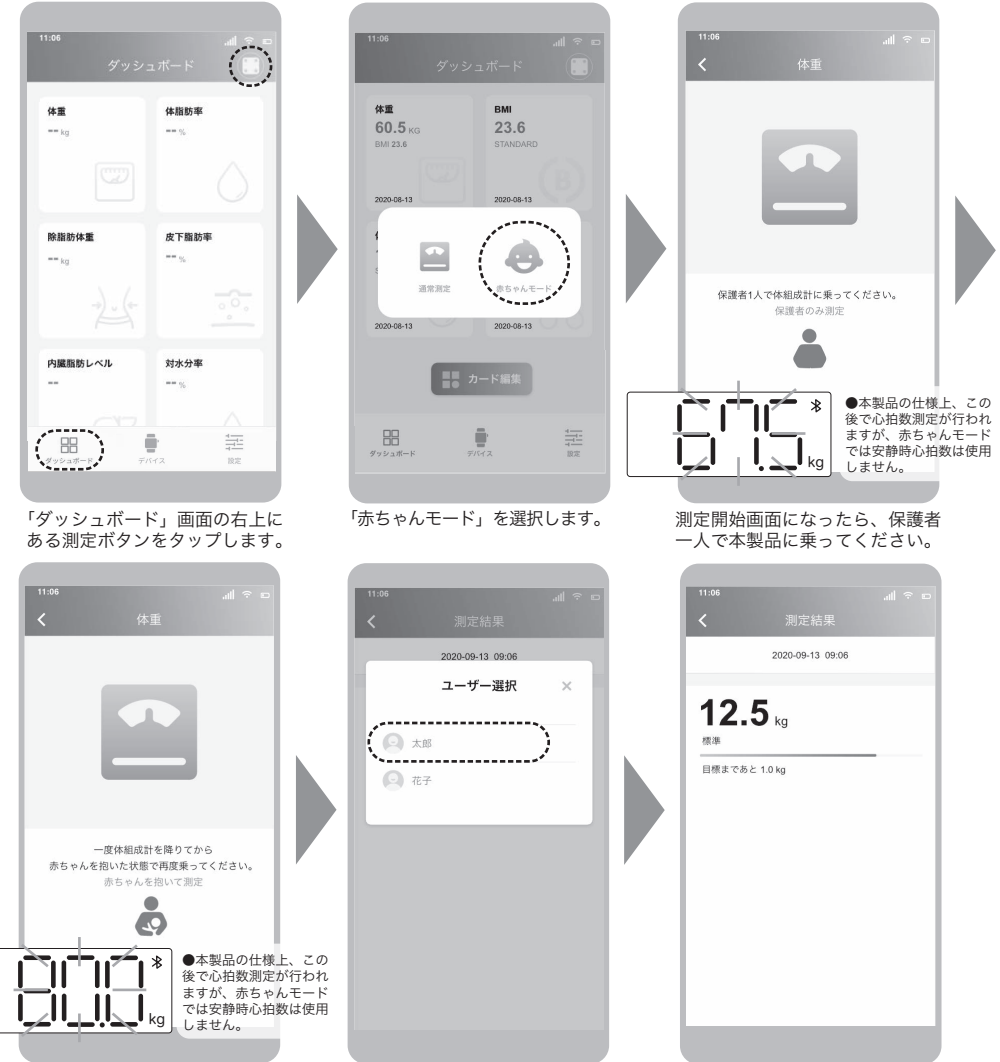 11:06
ダッシュボード
体重
-- kg
体脂肪率
-- %
除脂肪体重
-- kg
皮下脂肪率
-- %
内臓脂肪レベル
--
対水分率
-- %
ダッシュボード
デバイス
設定
「ダッシュボード」画面の右上に
ある測定ボタンをタップします。
11:06
ダッシュボード
体重
60.5 KG
BMI 23.6
2020-08-13
BMI
23.6
STANDARD
2020-08-13
通常測定
赤ちゃんモード
2020-08-13
2020-08-13
カード編集
ダッシュボード
デバイス
設定
「赤ちゃんモード」を選択します。
11:06
体重
保護者1人で体組成計に乗ってください。
保護者のみ測定
67.5 kg
●本製品の仕様上、この
後で心拍数測定が行われ
ますが、赤ちゃんモード
では安静時心拍数は使用
しません。
測定開始画面になったら、保護者
一人で本製品に乗ってください。
11:06
体重
一度体組成計を降りてから
赤ちゃんを抱いた状態で再度乗ってください。
赤ちゃんを抱いて測定
80.0 kg
●本製品の仕様上、この
後で心拍数測定が行われ
ますが、赤ちゃんモード
では安静時心拍数は使用
しません。
11:06
測定結果
2020-09-13 09:06
ユーザー選択 ×
太郎
花子
11:06
測定結果
2020-09-13 09:06
12.5 kg
標準
目標まであと 1.0 kg